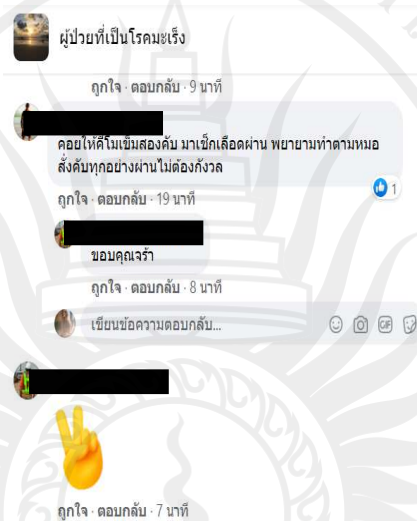 ผู้ป่วยที่เป็นโรคมะเร็ง
ถูกใจ · ตอบกลับ · 9 นาที
คอยให้คีโมเข็มสองคับ มาเช็กเลือดผ่าน พยายามทำตามหมอ
สั่งคับทุกอย่างผ่านไม่ต้องกังวล
1
ถูกใจ · ตอบกลับ · 19 นาที
ขอบคุณจร้า
ถูกใจ · ตอบกลับ · 8 นาที
เขียนข้อความตอบกลับ...
GIF
ถูกใจ · ตอบกลับ · 7 นาที